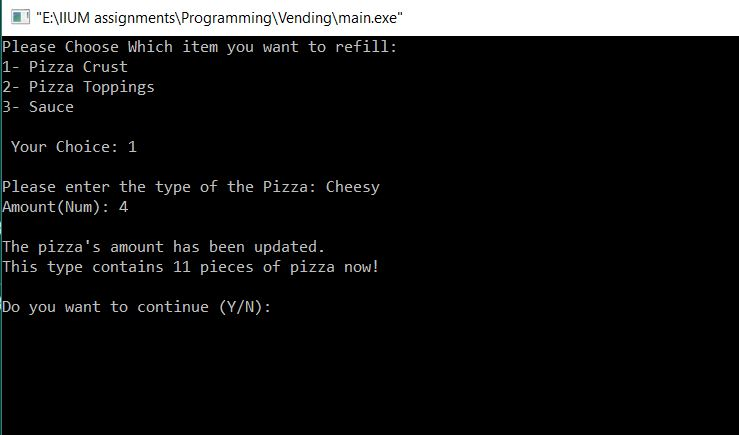 "E:\IIUM assignments\Programming\Vending\main.exe"
Please Choose Which item you want to refill:
1- Pizza Crust
2- Pizza Toppings
3- Sauce
Your Choice: 1
Please enter the type of the Pizza: Cheesy
Amount(Num): 4
The pizza's amount has been updated.
This type contains 11 pieces of pizza now!
Do you want to continue (Y/N):